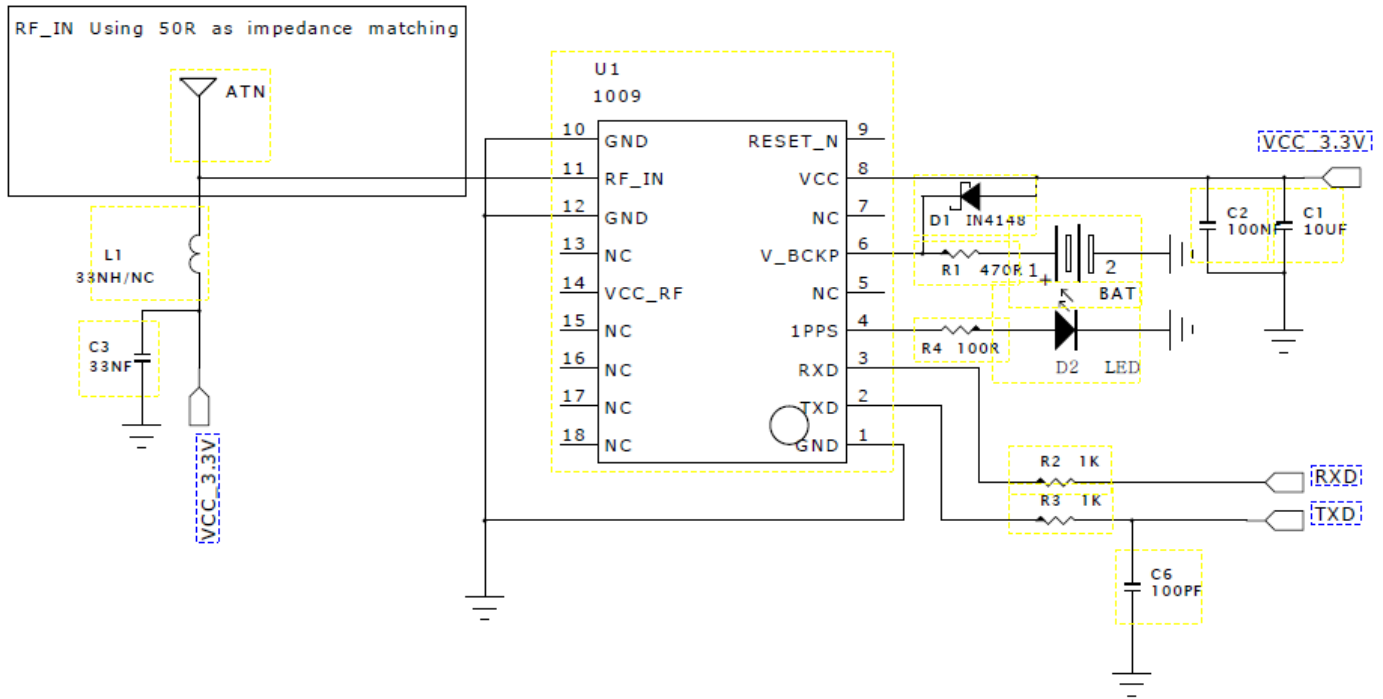 RF_IN Using 50R as impedance matching
ATN
L1
33NH/NC
C3
33NF
VCC_3.3V
U1
1009
10 GND
11 RF_IN
12 GND
13 NC
14 VCC_RF
15 NC
16 NC
17 NC
18 NC
RESET_N 9
VCC 8
NC 7
V_BCKP 6
NC 5
1PPS 4
RXD 3
TXD 2
GND 1
D1 IN4148
R1 470R
1 + 2
BAT
R4 100R
D2 LED
VCC_3.3V
C2
100NF
C1
10UF
R2 1K
RXD
R3 1K
TXD
C6
100PF